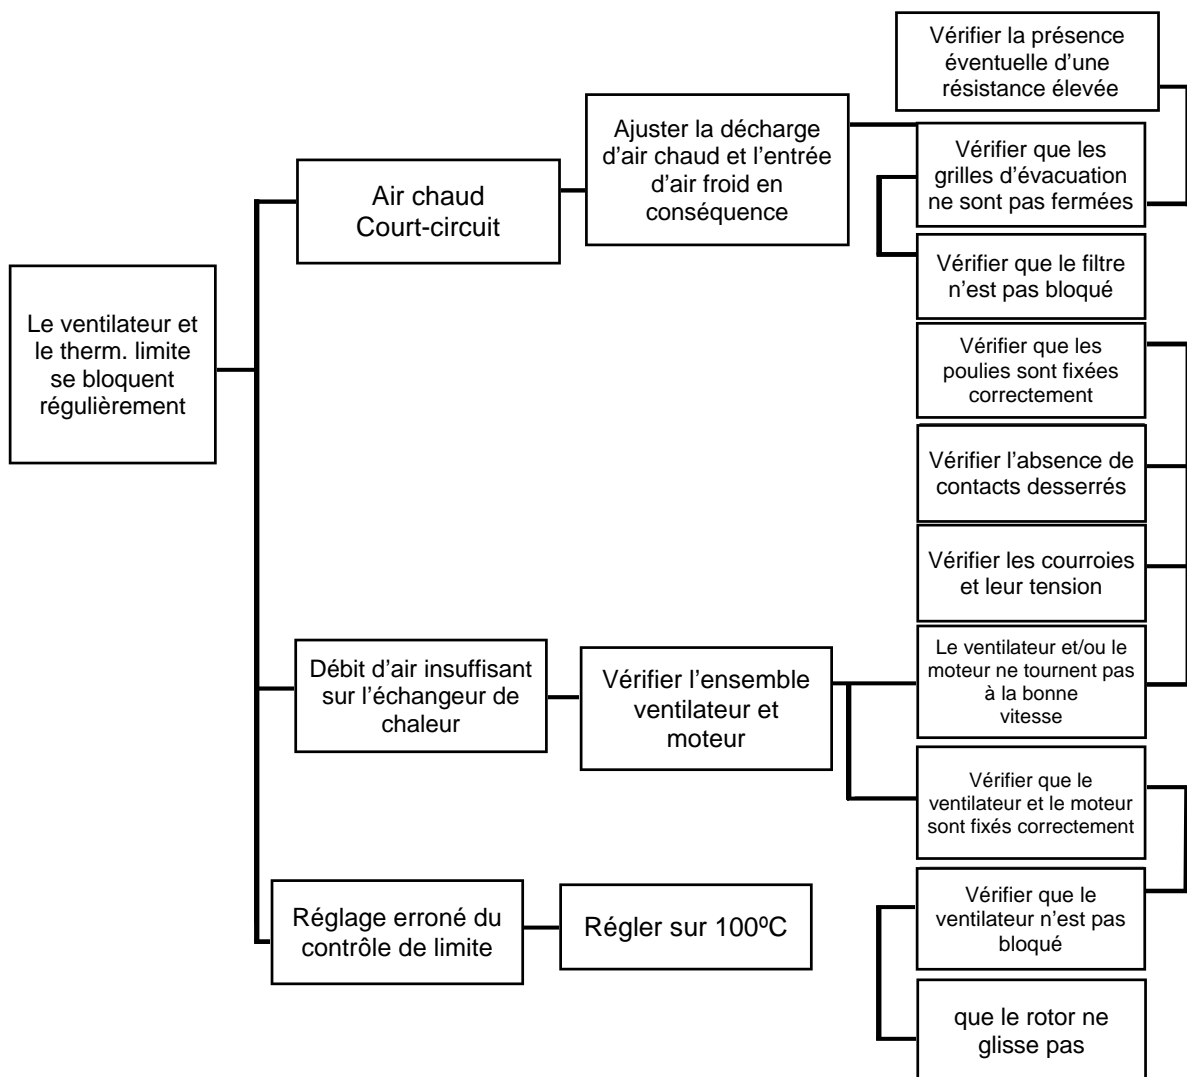 Vérifier la présence
éventuelle d’une
résistance élevée
Ajuster la décharge
d’air chaud et l’entrée
d’air froid en
conséquence
Vérifier que les
grilles d’évacuation
ne sont pas fermées
Air chaud
Court-circuit
Vérifier que le filtre
n’est pas bloqué
Le ventilateur et
le therm. limite
se bloquent
régulièrement
Vérifier que les
poulies sont fixées
correctement
Vérifier l’absence de
contacts desserrés
Vérifier les courroies
et leur tension
Débit d’air insuffisant
sur l’échangeur de
chaleur
Vérifier l’ensemble
ventilateur et
moteur
Le ventilateur et/ou le
moteur ne tournent pas
à la bonne
vitesse
Vérifier que le
ventilateur et le moteur
sont fixés correctement
Réglage erroné du
contrôle de limite
Régler sur 100ºC
Vérifier que le
ventilateur n’est pas
bloqué
que le rotor ne
glisse pas